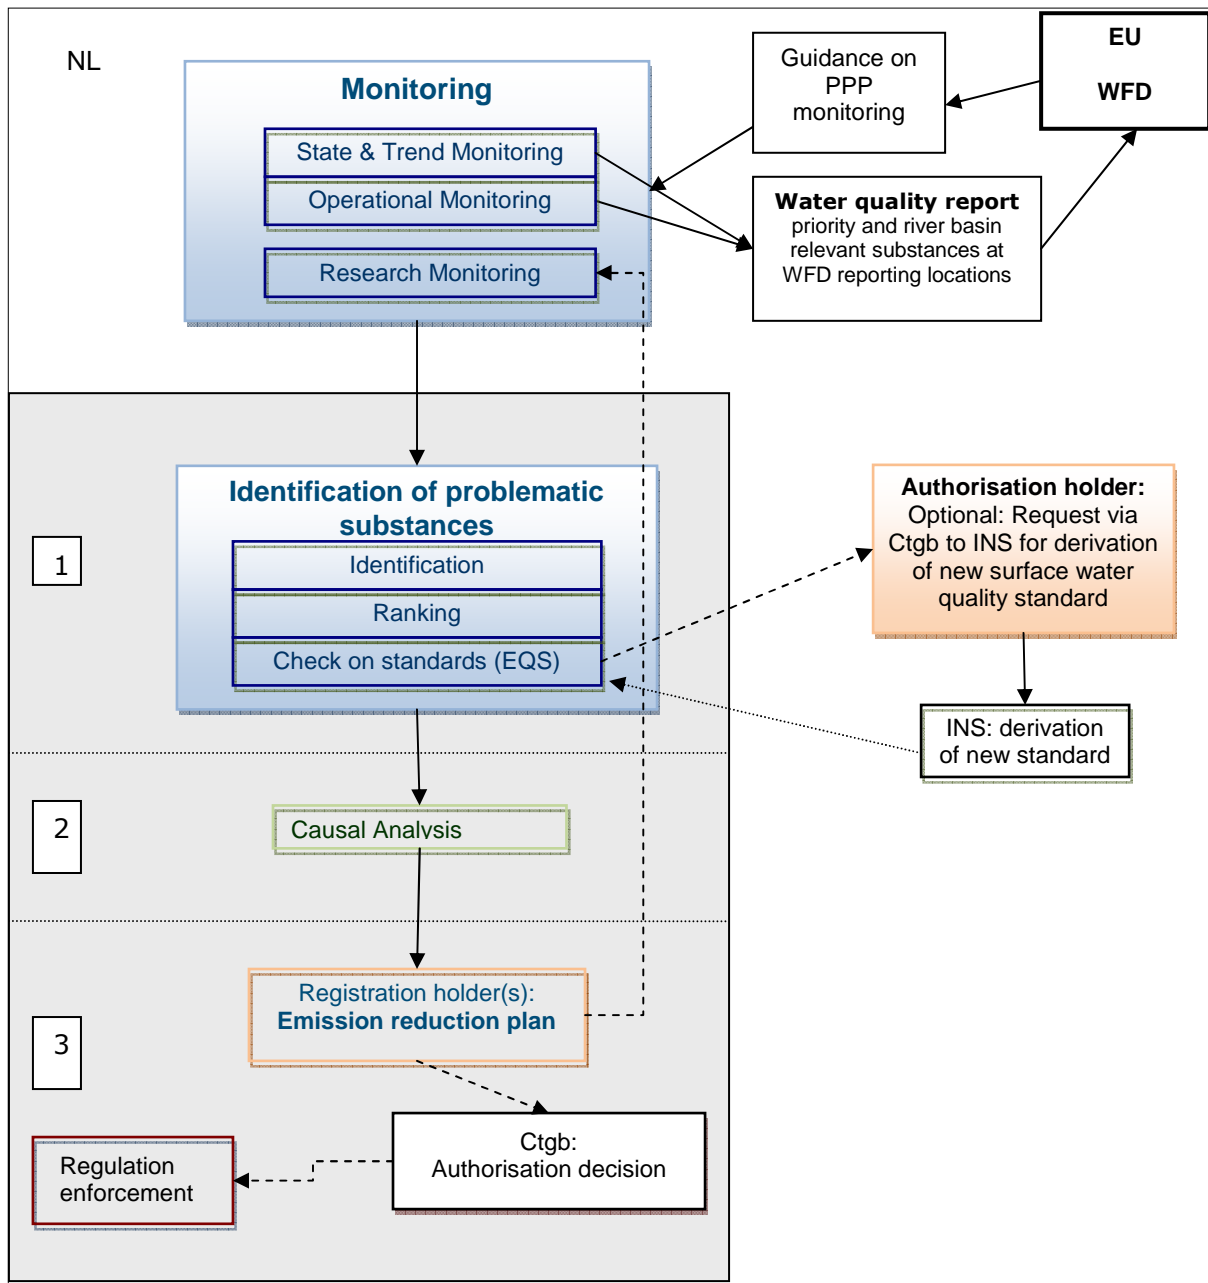 NL
Monitoring
State & Trend Monitoring
Operational Monitoring
Research Monitoring
Guidance on
PPP
monitoring
EU
WFD
Water quality report
priority and river basin
relevant substances at
WFD reporting locations
1
Identification of problematic
substances
Identification
Ranking
Check on standards (EQS)
Authorisation holder:
Optional: Request via
Ctgb to INS for derivation
of new surface water
quality standard
INS: derivation
of new standard
2
Causal Analysis
3
Registration holder(s):
Emission reduction plan
Ctgb:
Authorisation decision
Regulation
enforcement